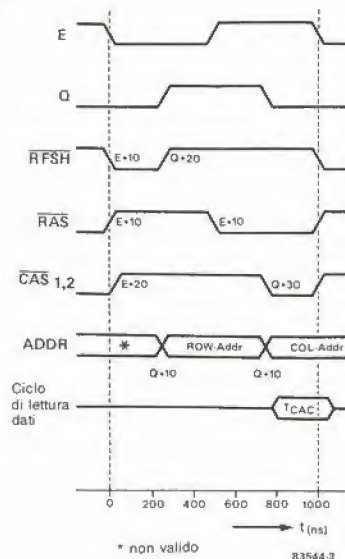 E
Q
RFSH E+10 Q+20
RAS E+10 E+10
CAS 1,2 E+20 Q+30
ADDR * ROW-Addr COL-Addr
Q+10 Q+10
Ciclo
di lettura
dati
TCAC
0 200 400 600 800 1000
t (ns)
* non valido
83544-3